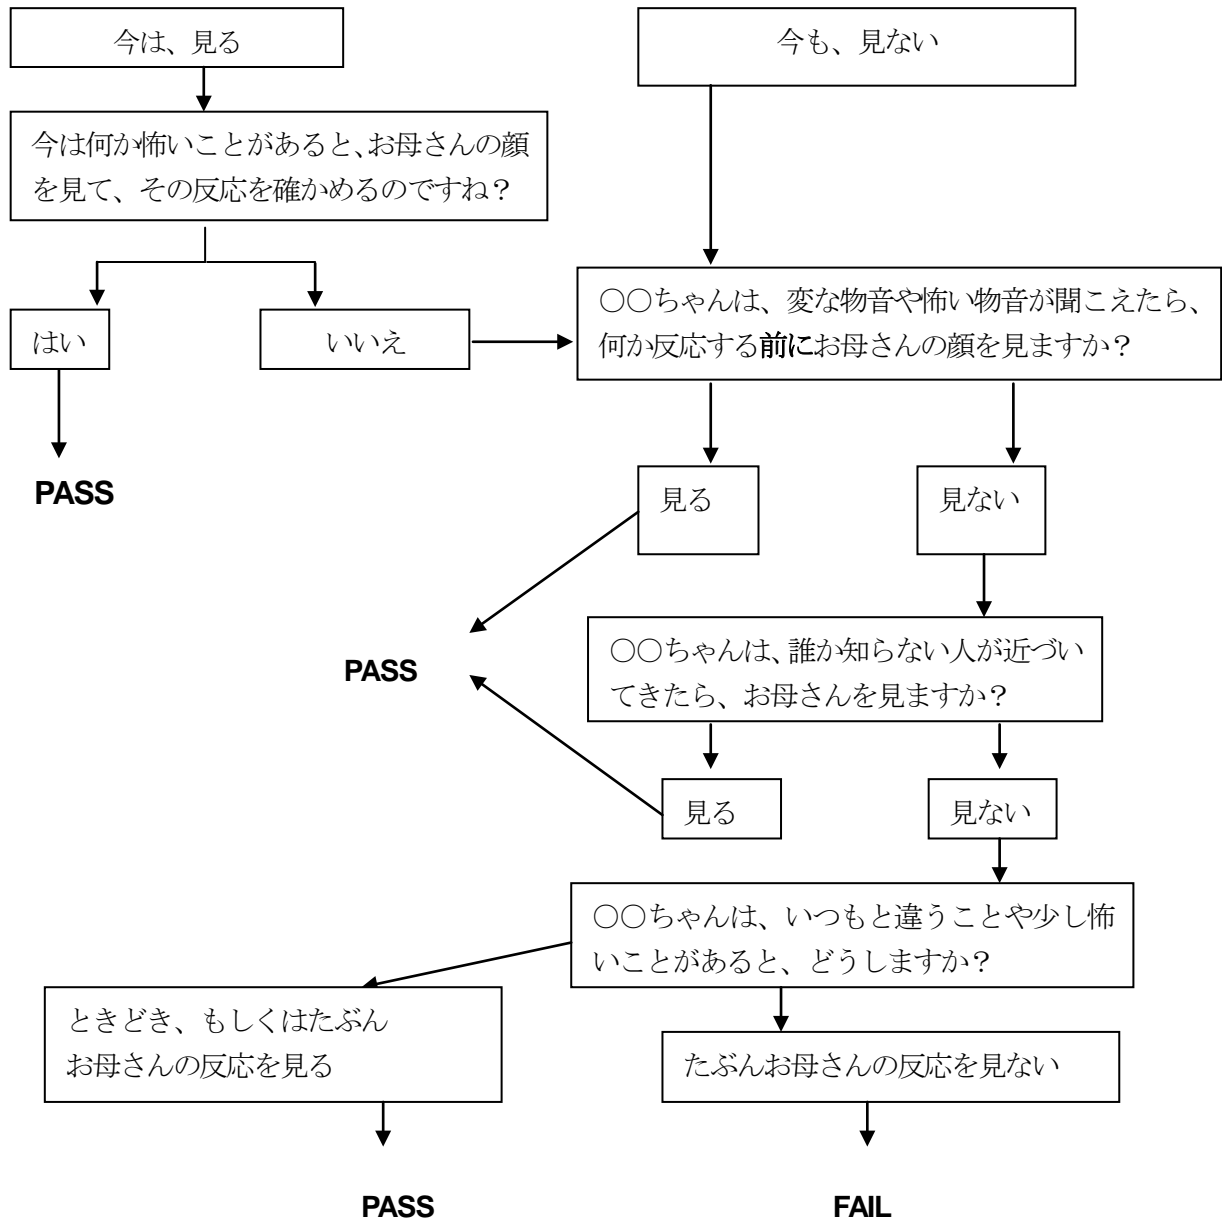 今は、見る
今も、見ない
今は何か怖いことがあると、お母さんの顔
を見て、その反応を確かめるのですね？
〇〇ちゃんは、変な物音や怖い物音が聞こえたら、
何か反応する前にお母さんの顔を見ますか？
はい
いいえ
PASS
見る
見ない
PASS
〇〇ちゃんは、誰か知らない人が近づい
てきたら、お母さんを見ますか？
見る
見ない
〇〇ちゃんは、いつもと違うことや少し怖
いことがあると、どうしますか？
ときどき、もしくはたぶん
お母さんの反応を見る
たぶんお母さんの反応を見ない
PASS
FAIL